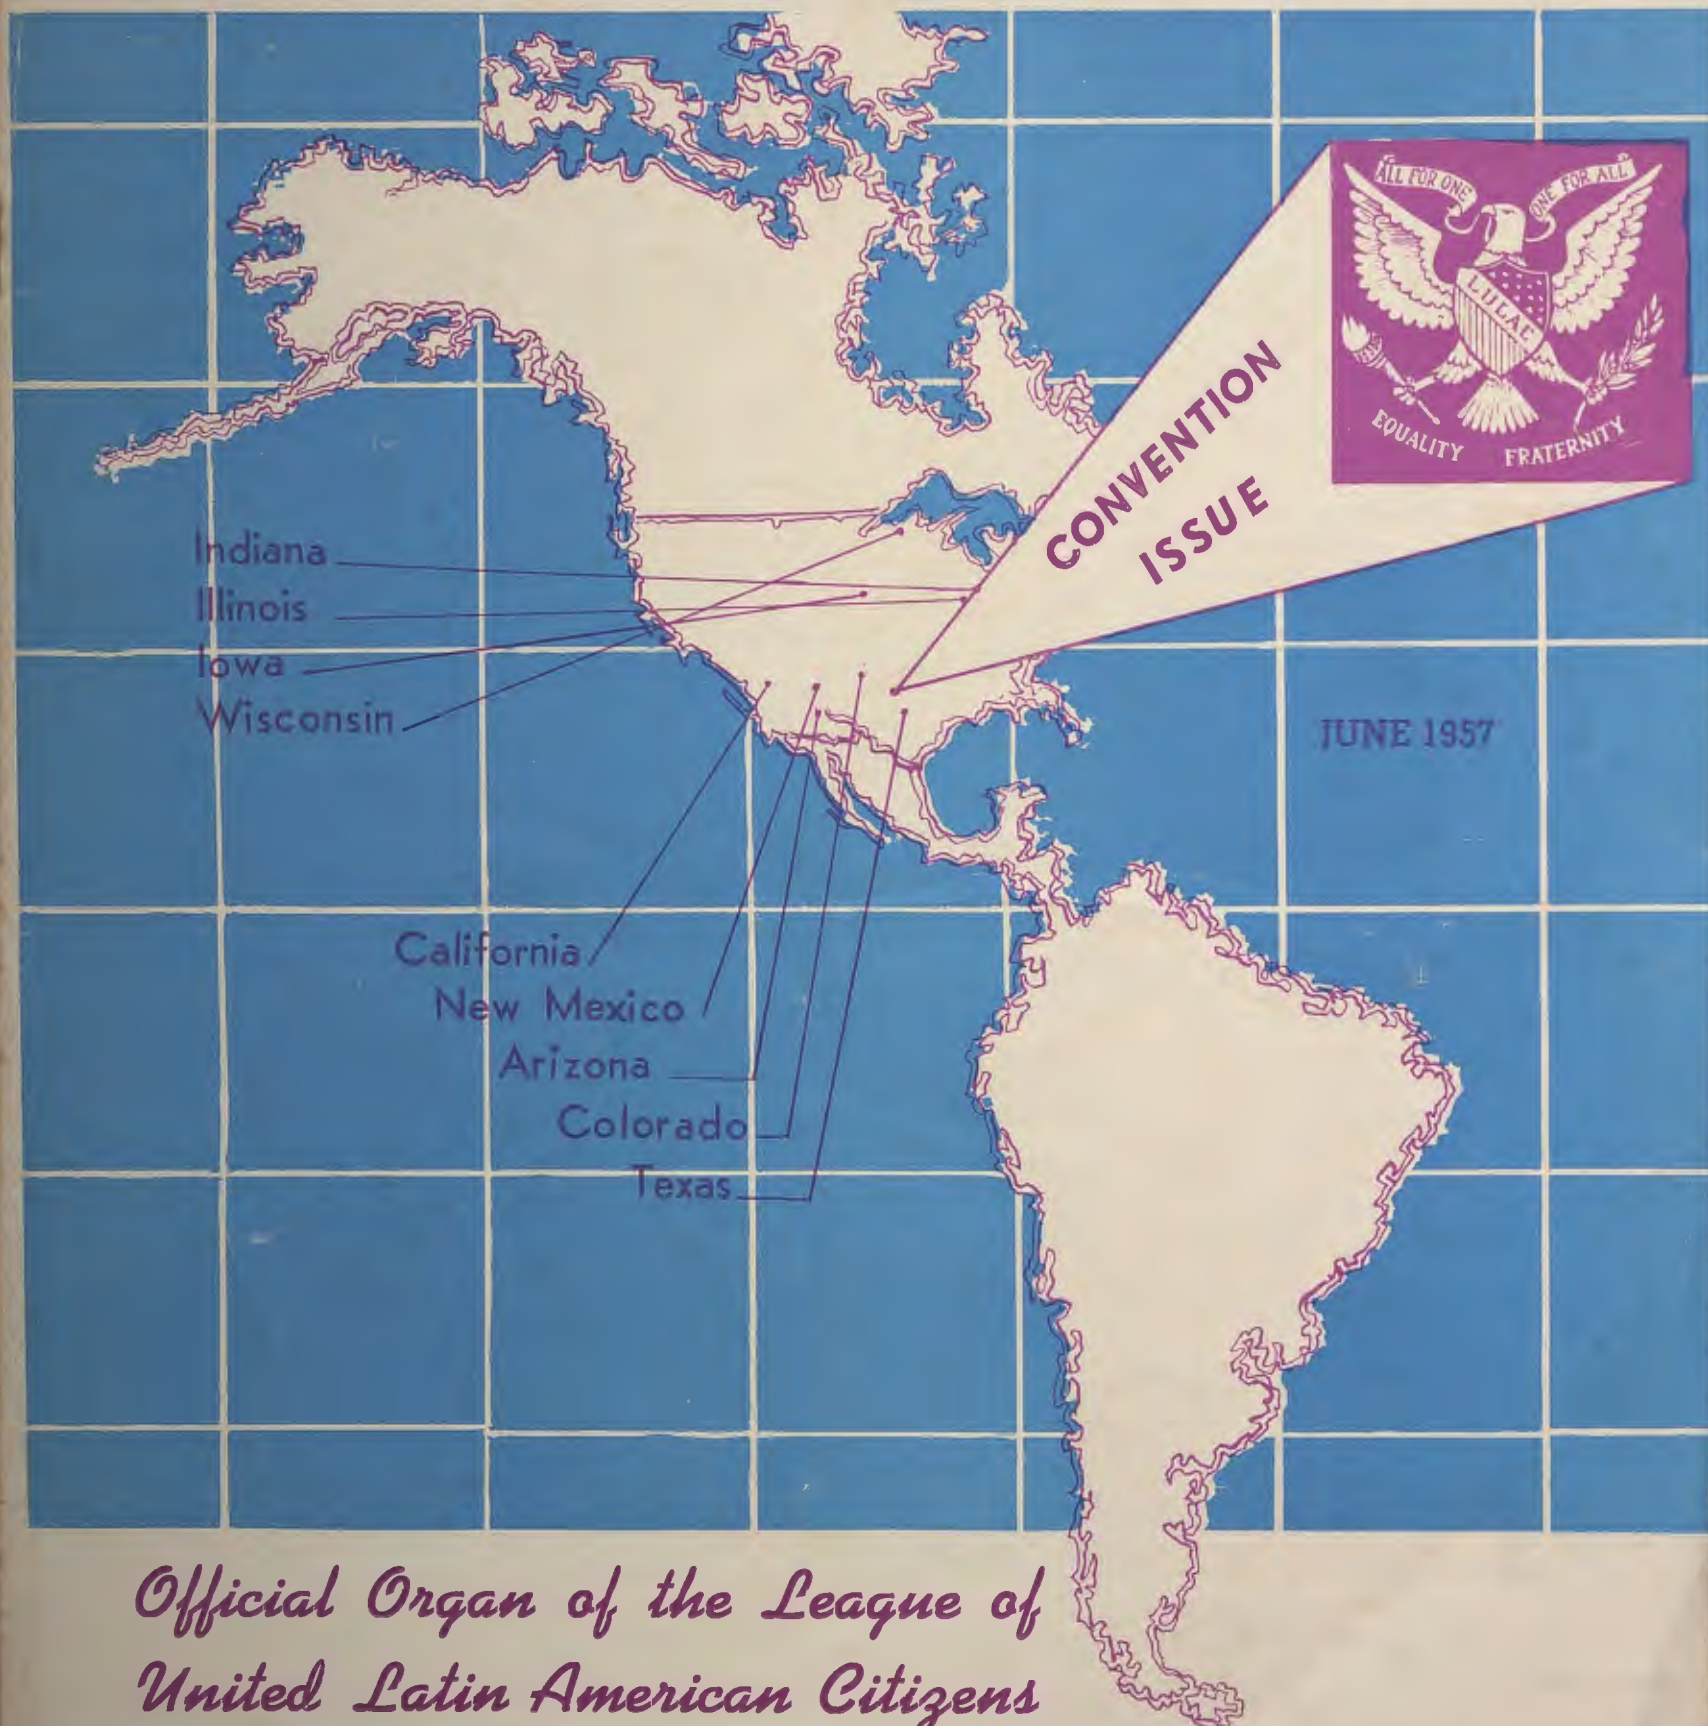 ALL FOR ONE
ONE FOR ALL
LULAC
EQUALITY
FRATERNITY
CONVENTION
ISSUE
Indiana
Illinois
Iowa
Wisconsin
JUNE 1957
California
New Mexico
Arizona
Colorado
Texas
Official Organ of the League of
United Latin American Citizens